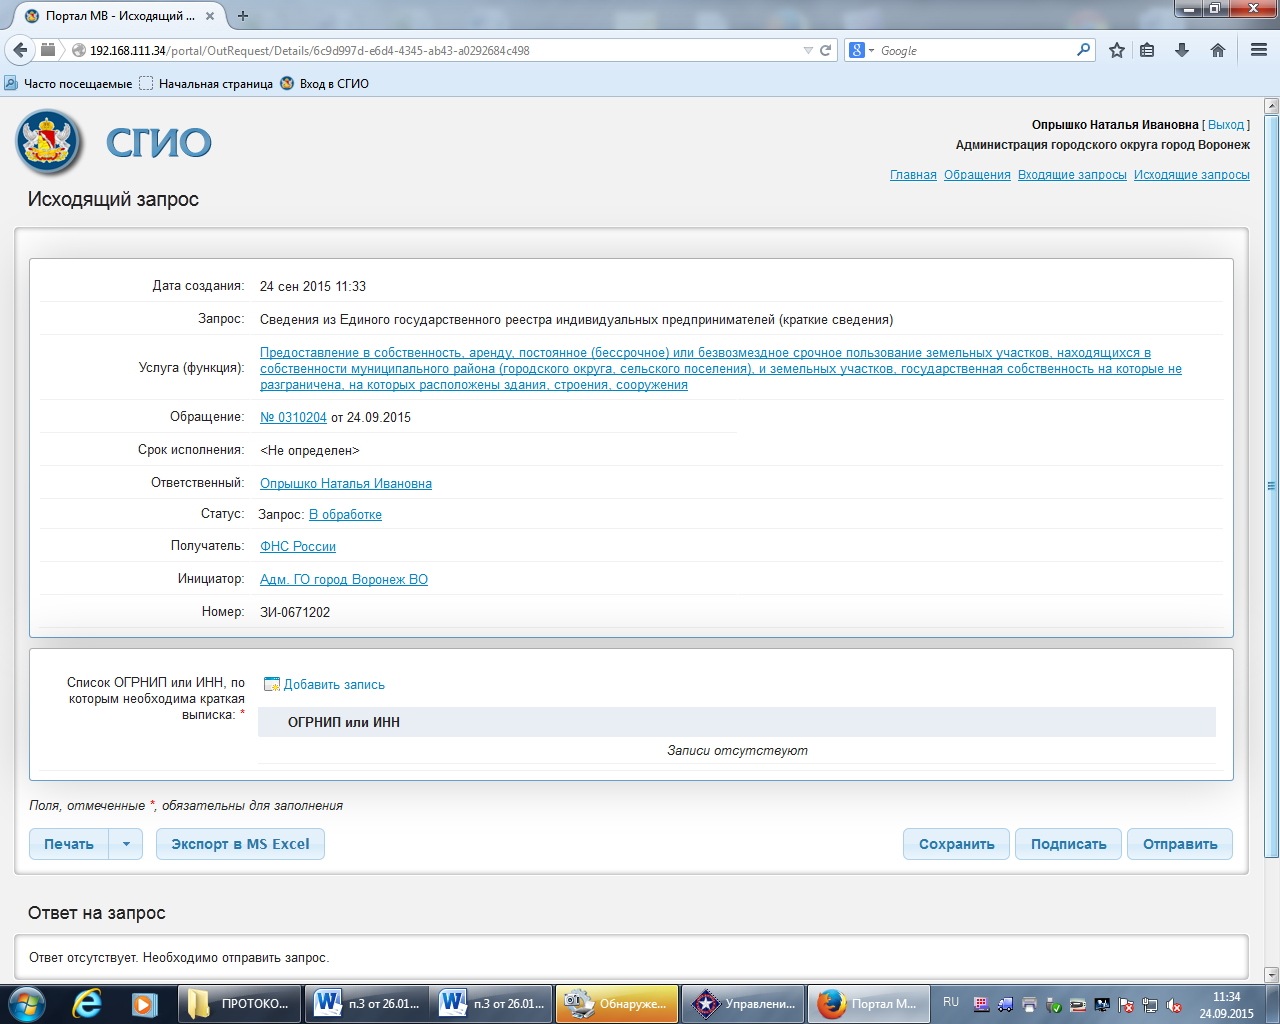 Портал МВ - Исходящий ...
192.168.111.34/portal/OutRequest/Details/6c9d997d-e6d4-4345-ab43-a0292684c498
Google
Часто посещаемые Начальная страница Вход в СГИО
СГИО
Опрышко Наталья Ивановна [ Выход ]
Администрация городского округа город Воронеж
Главная Обращения Входящие запросы Исходящие запросы
Исходящий запрос
Дата создания: 24 сен 2015 11:33
Запрос: Сведения из Единого государственного реестра индивидуальных предпринимателей (краткие сведения)
Услуга (функция): Предоставление в собственность, аренду, постоянное (бессрочное) или безвозмездное срочное пользование земельных участков, находящихся в
собственности муниципального района (городского округа, сельского поселения), и земельных участков, государственная собственность на которые не
разграничена, на которых расположены здания, строения, сооружения
Обращение: № 0310204 от 24.09.2015
Срок исполнения: <Не определен>
Ответственный: Опрышко Наталья Ивановна
Статус: Запрос: В обработке
Получатель: ФНС России
Инициатор: Адм. ГО город Воронеж ВО
Номер: ЗИ-0671202
Список ОГРНИП или ИНН, по
которым необходима краткая
выписка: *
Добавить запись
ОГРНИП или ИНН
Записи отсутствуют
Поля, отмеченные *, обязательны для заполнения
Печать Экспорт в MS Excel Сохранить Подписать Отправить
Ответ на запрос
Ответ отсутствует. Необходимо отправить запрос.
ПРОТОКО... п.3 от 26.01... п.3 от 26.01... Обнаруже... Управлени... Портал М... RU 11:34
24.09.2015